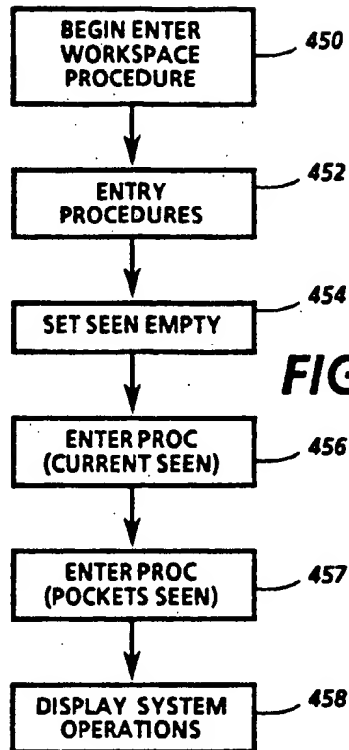 BEGIN ENTER
WORKSPACE
PROCEDURE
450
ENTRY
PROCEDURES
452
SET SEEN EMPTY
454
FIG
ENTER PROC
(CURRENT SEEN)
456
ENTER PROC
(POCKETS SEEN)
457
DISPLAY SYSTEM
OPERATIONS
458